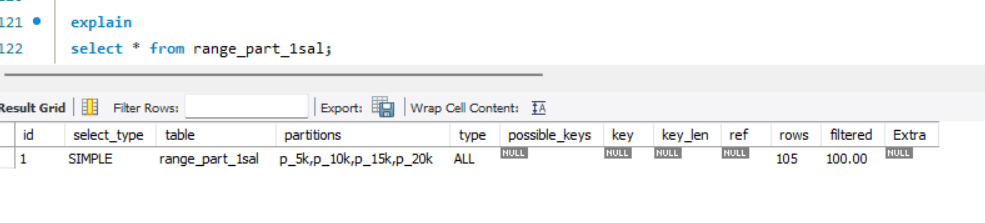 121 explain
122 select * from range_part_1sal;
Result Grid Filter Rows: Export: Wrap Cell Content: IA
id select_type table partitions type possible_keys key key_len ref rows filtered Extra
1 SIMPLE range_part_1sal p_5k,p_10k,p_15k,p_20k ALL NULL NULL NULL NULL 105 100.00 NULL